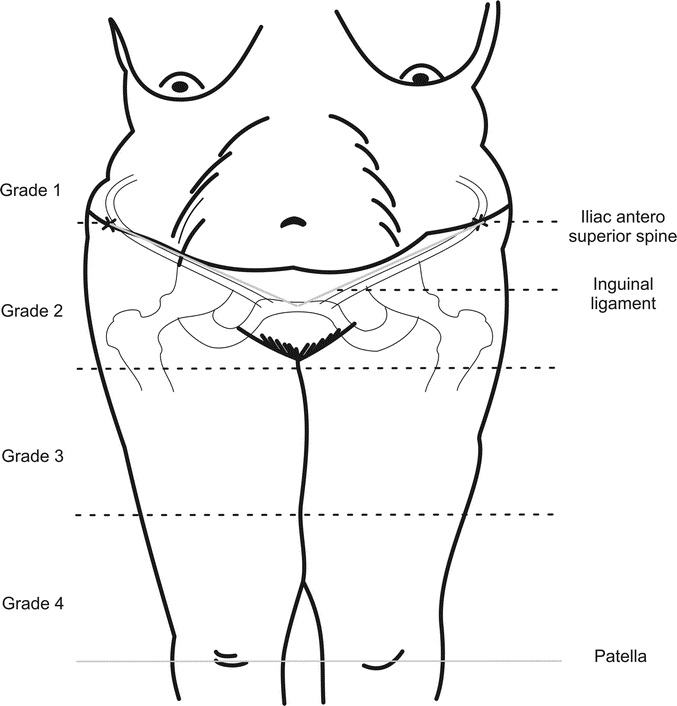 Grade 1
Iliac antero
superior spine
Inguinal
ligament
Grade 2
Grade 3
Grade 4
Patella